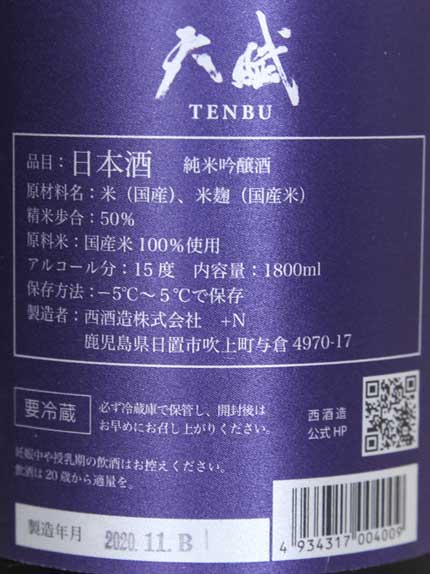 天賦
TENBU
品目：日本酒 純米吟醸酒
原材料名：米（国産）、米麹（国産米）
精米歩合：50%
原料米：国産米100%使用
アルコール分：15度 内容量：1800ml
保存方法：−5℃〜5℃で保存
製造者：西酒造株式会社 +N
鹿児島県日置市吹上町与倉4970-17
要冷蔵
必ず冷蔵庫で保管し、開封後は
お早めにお召し上がりください。
西酒造
公式HP
妊娠中や授乳期の飲酒はお控えください。
飲酒は20歳から適量を。
製造年月 2020.11.B
4 934317 004009